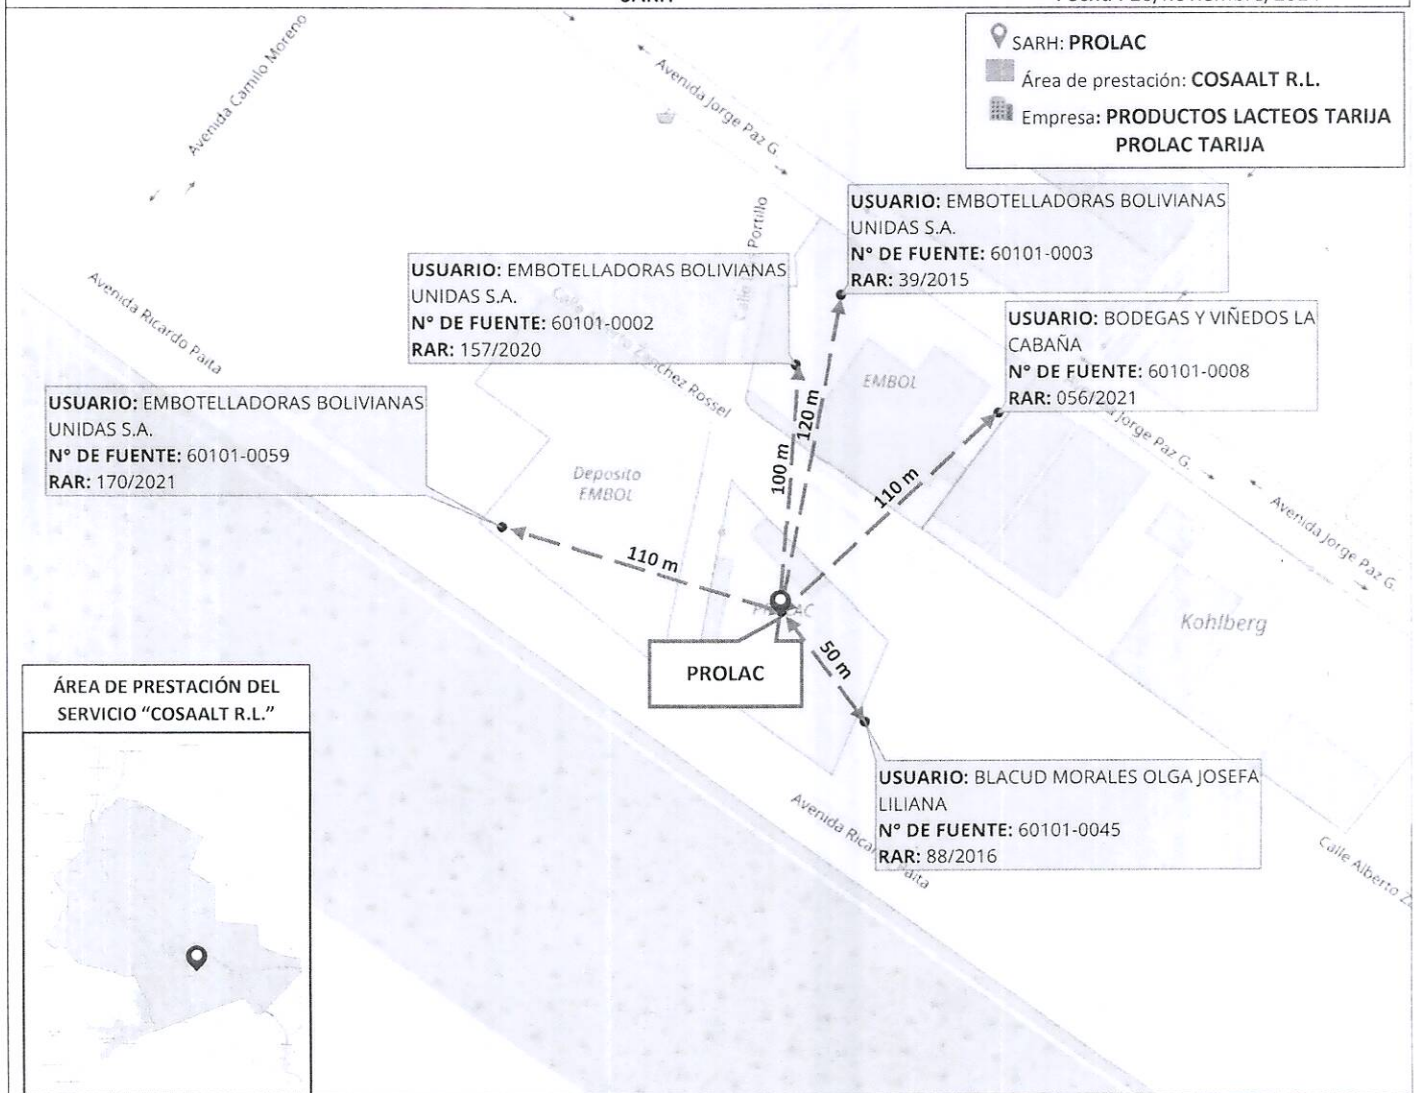 SARH: PROLAC
Área de prestación: COSAALT R.L.
Empresa: PRODUCTOS LACTEOS TARIJA
PROLAC TARIJA
Avenida Camilo Moreno
Avenida Jorge Paz G.
USUARIO: EMBOTELLADORAS BOLIVIANAS
UNIDAS S.A.
N° DE FUENTE: 60101-0003
RAR: 39/2015
Portillo
USUARIO: EMBOTELLADORAS BOLIVIANAS
UNIDAS S.A.
N° DE FUENTE: 60101-0002
RAR: 157/2020
Avenida Ricardo Paita
Zanchez Rossel
USUARIO: BODEGAS Y VIÑEDOS LA
CABAÑA
N° DE FUENTE: 60101-0008
RAR: 056/2021
EMBOL
Jorge Paz G.
USUARIO: EMBOTELLADORAS BOLIVIANAS
UNIDAS S.A.
N° DE FUENTE: 60101-0059
RAR: 170/2021
Deposito
EMBOL
100 m
120 m
110 m
110 m
Avenida Jorge Paz G.
Kohlberg
50 m
PROLAC
ÁREA DE PRESTACIÓN DEL
SERVICIO “COSAALT R.L.”
USUARIO: BLACUD MORALES OLGA JOSEFA
LILIANA
N° DE FUENTE: 60101-0045
RAR: 88/2016
Avenida
Calle Alberto